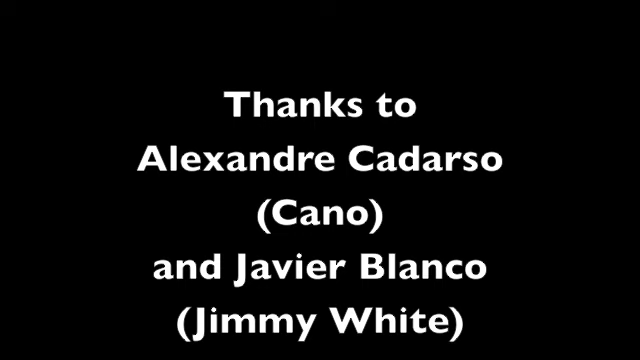 Thanks to
Alexandre Cadarso
(Cano)
and Javier Blanco
(Jimmy White)